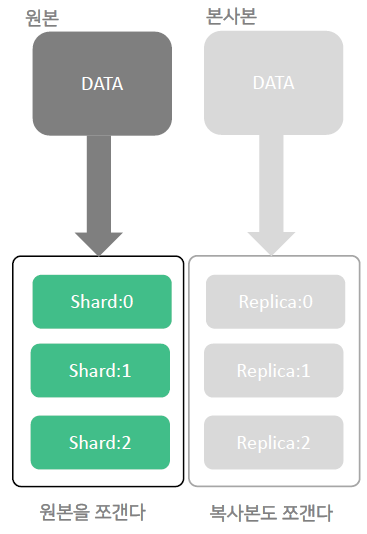 원본
본사본
DATA
DATA
Shard:0
Replica:0
Shard:1
Replica:1
Shard:2
Replica:2
원본을 쪼갠다
복사본도 쪼갠다